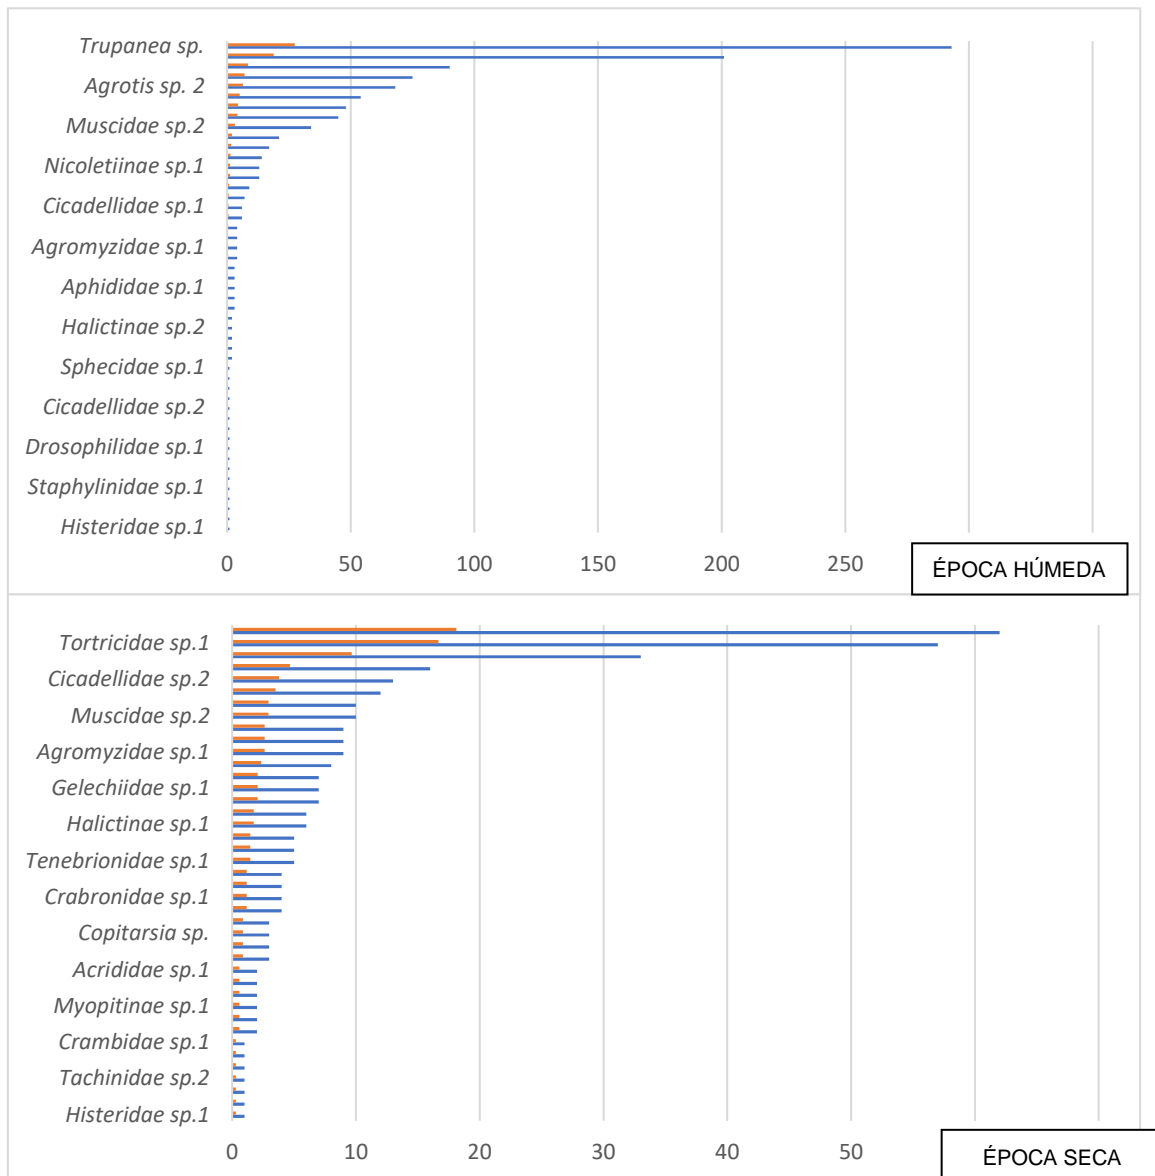 Trupanea sp.
Agrotis sp. 2
Muscidae sp.2
Nicoletiinae sp.1
Cicadellidae sp.1
Agromyzidae sp.1
Aphididae sp.1
Halictinae sp.2
Sphecidae sp.1
Cicadellidae sp.2
Drosophilidae sp.1
Staphylinidae sp.1
Histeridae sp.1
0 50 100 150 200 250
ÉPOCA HÚMEDA
Tortricidae sp.1
Cicadellidae sp.2
Muscidae sp.2
Agromyzidae sp.1
Gelechiidae sp.1
Halictinae sp.1
Tenebrionidae sp.1
Crabronidae sp.1
Copitarsia sp.
Acrididae sp.1
Myopitinae sp.1
Crambidae sp.1
Tachinidae sp.2
Histeridae sp.1
0 10 20 30 40 50
ÉPOCA SECA